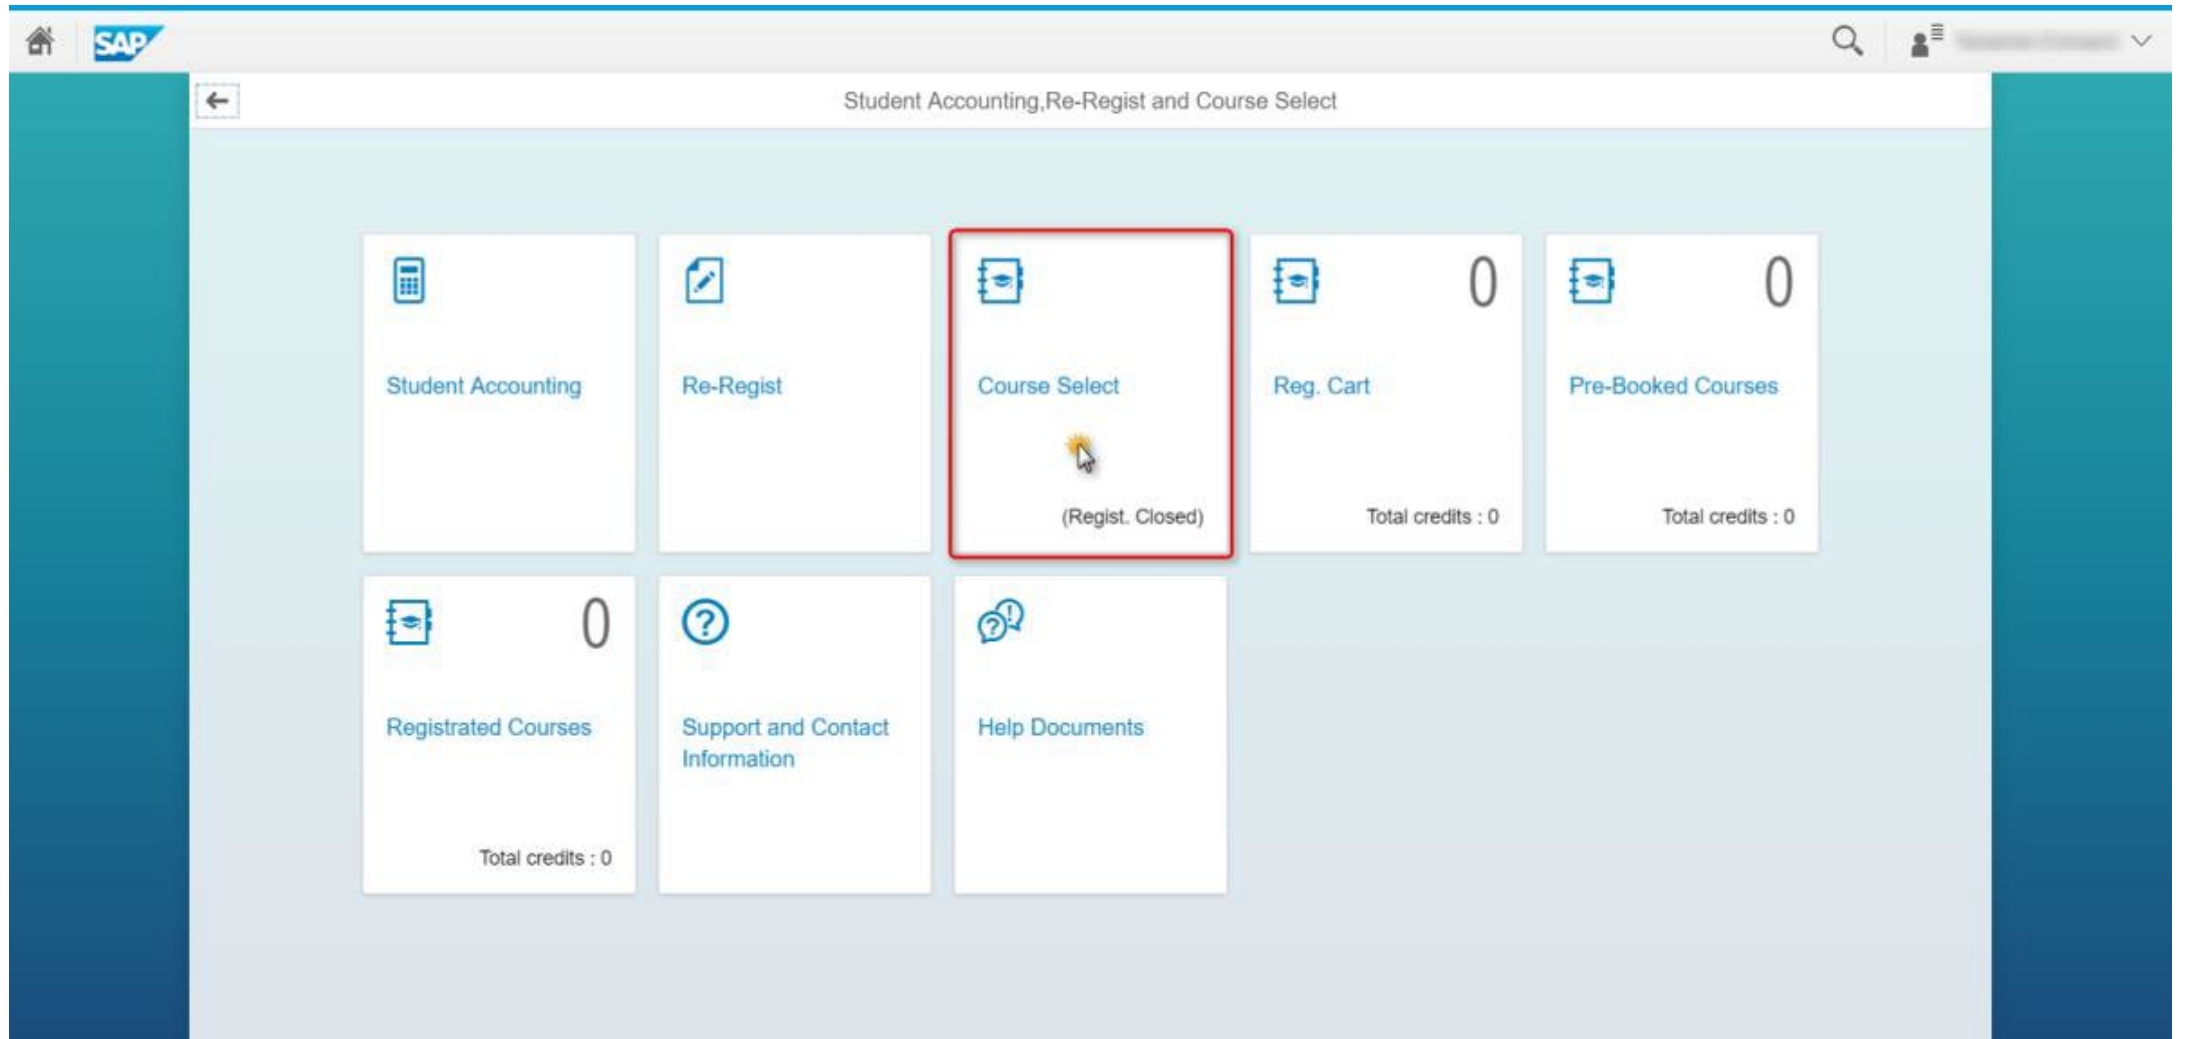 SAP
Student Accounting,Re-Regist and Course Select
Student Accounting
Re-Regist
Course Select
(Regist. Closed)
0
Reg. Cart
Total credits : 0
0
Pre-Booked Courses
Total credits : 0
0
Registrated Courses
Total credits : 0
Support and Contact
Information
Help Documents